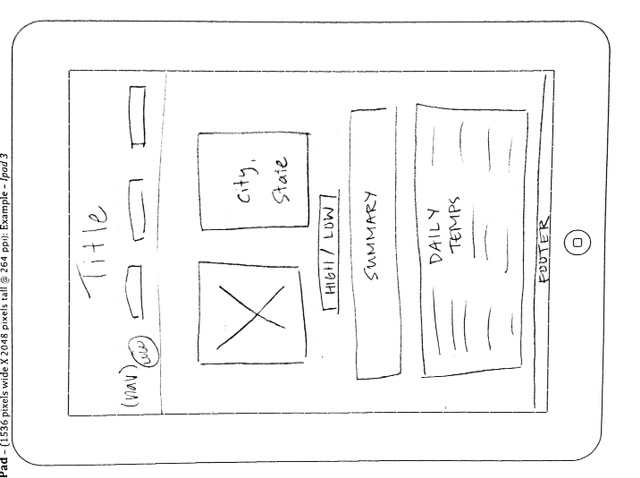 Pad – (1536 pixels wide X 2048 pixels tall @ 264 ppi): Example – Ipad 3
Title
(nav)
City,
State
HIGH / LOW
SUMMARY
DAILY
TEMPS
FOOTER